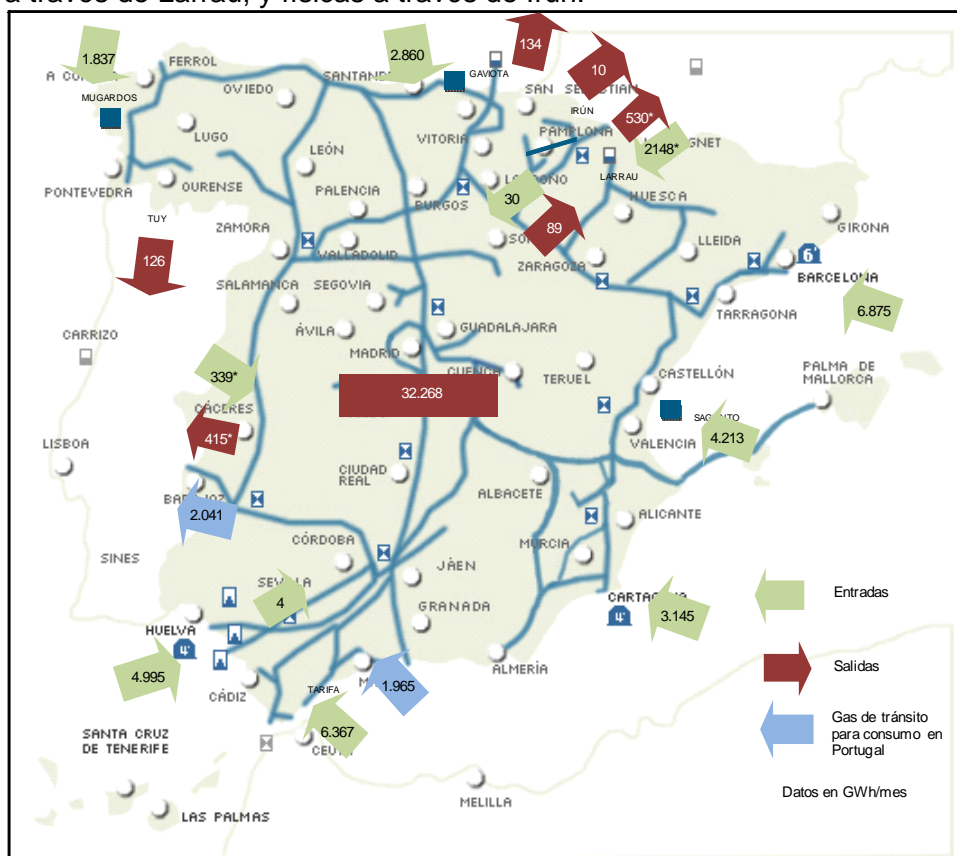 a través de Larrau, y físicas a través de Irún.
134
1.837
2.860
FERROL
GAVIOTA
10
SANTANDER
OVIEDO
SAN SEBASTIÁN
MUGARDOS
IRÚN
530*
LUGO
VITORIA
PAMPLONA
2148*
LEÓN
LARRAU
PONTEVEDRA
OURENSE
PALENCIA
30
HUESCA
BURGOS
TUY
ZAMORA
89
GIRONA
LLEIDA
126
VALLADOLID
ZARAGOZA
BARCELONA
SALAMANCA
SEGOVIA
TARRAGONA
6.875
CARRIZO
ÁVILA
GUADALAJARA
MADRID
CUENCA
TERUEL
PALMA DE
MALLORCA
339*
CASTELLÓN
32.268
CÁCERES
415*
SAGUNTO
VALENCIA
4.213
LISBOA
CIUDAD
REAL
ALBACETE
BADAJOZ
2.041
ALICANTE
CÓRDOBA
MURCIA
SINES
JÁEN
SEVILLA
4
GRANADA
CARTAGENA
Entradas
HUELVA
3.145
4.995
ALMERÍA
Salidas
CÁDIZ
TARIFA
1.965
Gas de tránsito
para consumo en
Portugal
6.367
CEUTA
SANTA CRUZ
DE TENERIFE
Datos en GWh/mes
MELILLA
LAS PALMAS